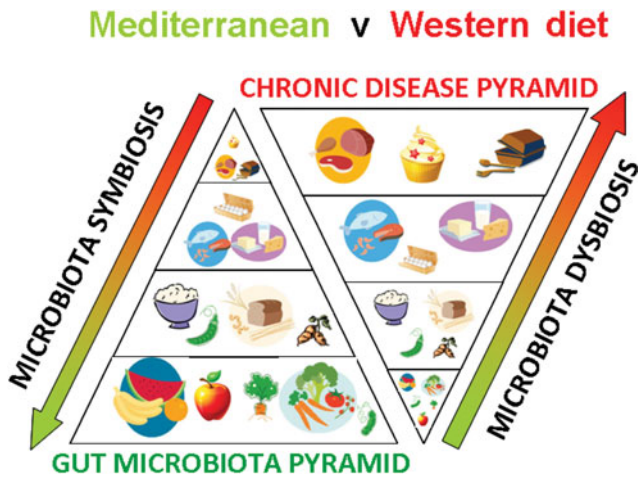 Mediterranean v Western diet
CHRONIC DISEASE PYRAMID
MICROBIOTA SYMBIOSIS
MICROBIOTA DYSBIOSIS
GUT MICROBIOTA PYRAMID